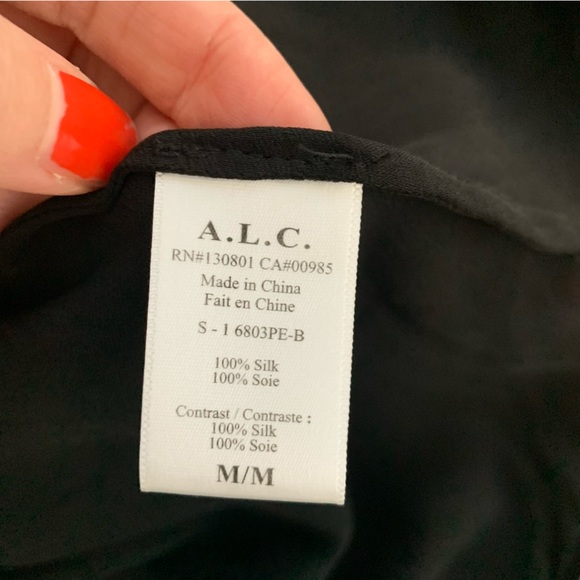 A.L.C.
RN#130801 CA#00985
Made in China
Fait en Chine
S - 1 6803PE-B
100% Silk
100% Soie
Contrast / Contraste :
100% Silk
100% Soie
M/M